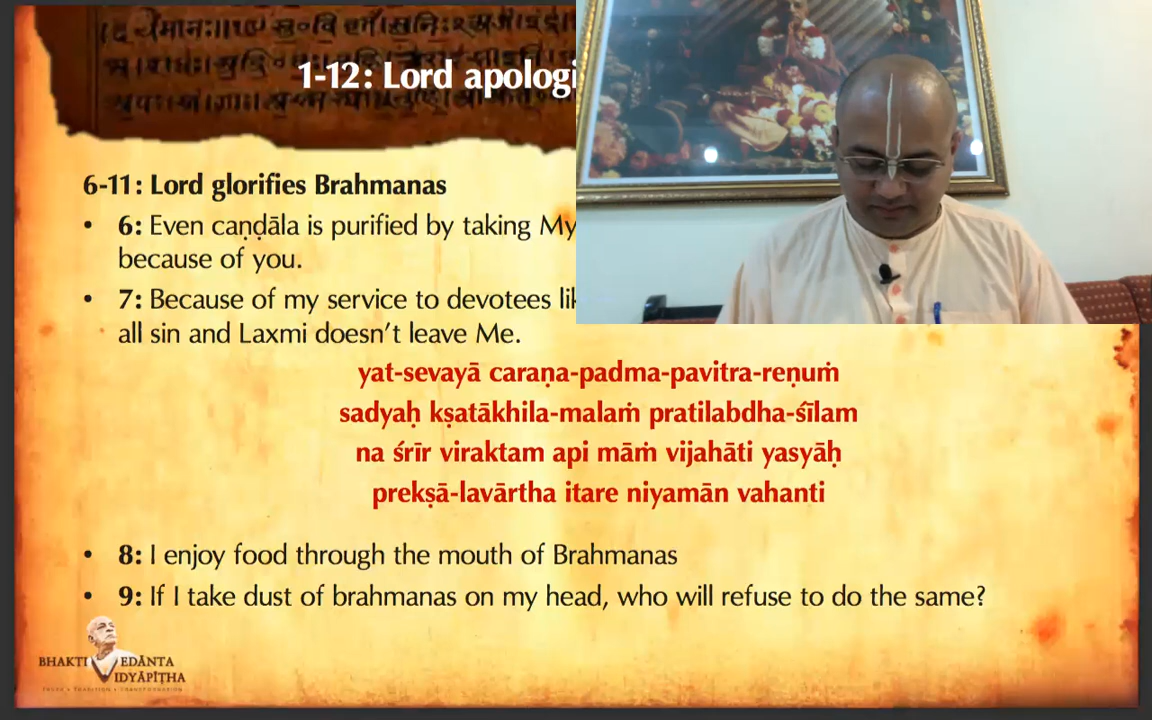 1-12: Lord apologi
6-11: Lord glorifies Brahmanas
• 6: Even caṇḍāla is purified by taking My
because of you.
• 7: Because of my service to devotees lik
all sin and Laxmi doesn’t leave Me.
yat-sevayā caraṇa-padma-pavitra-reṇuṁ
sadyaḥ kṣatākhila-malaṁ pratilabdha-śīlam
na śrīr viraktam api māṁ vijahāti yasyāḥ
prekṣā-lavārtha itare niyamān vahanti
• 8: I enjoy food through the mouth of Brahmanas
• 9: If I take dust of brahmanas on my head, who will refuse to do the same?
BHAKTI VEDĀNTA
VIDYĀPĪṬHA